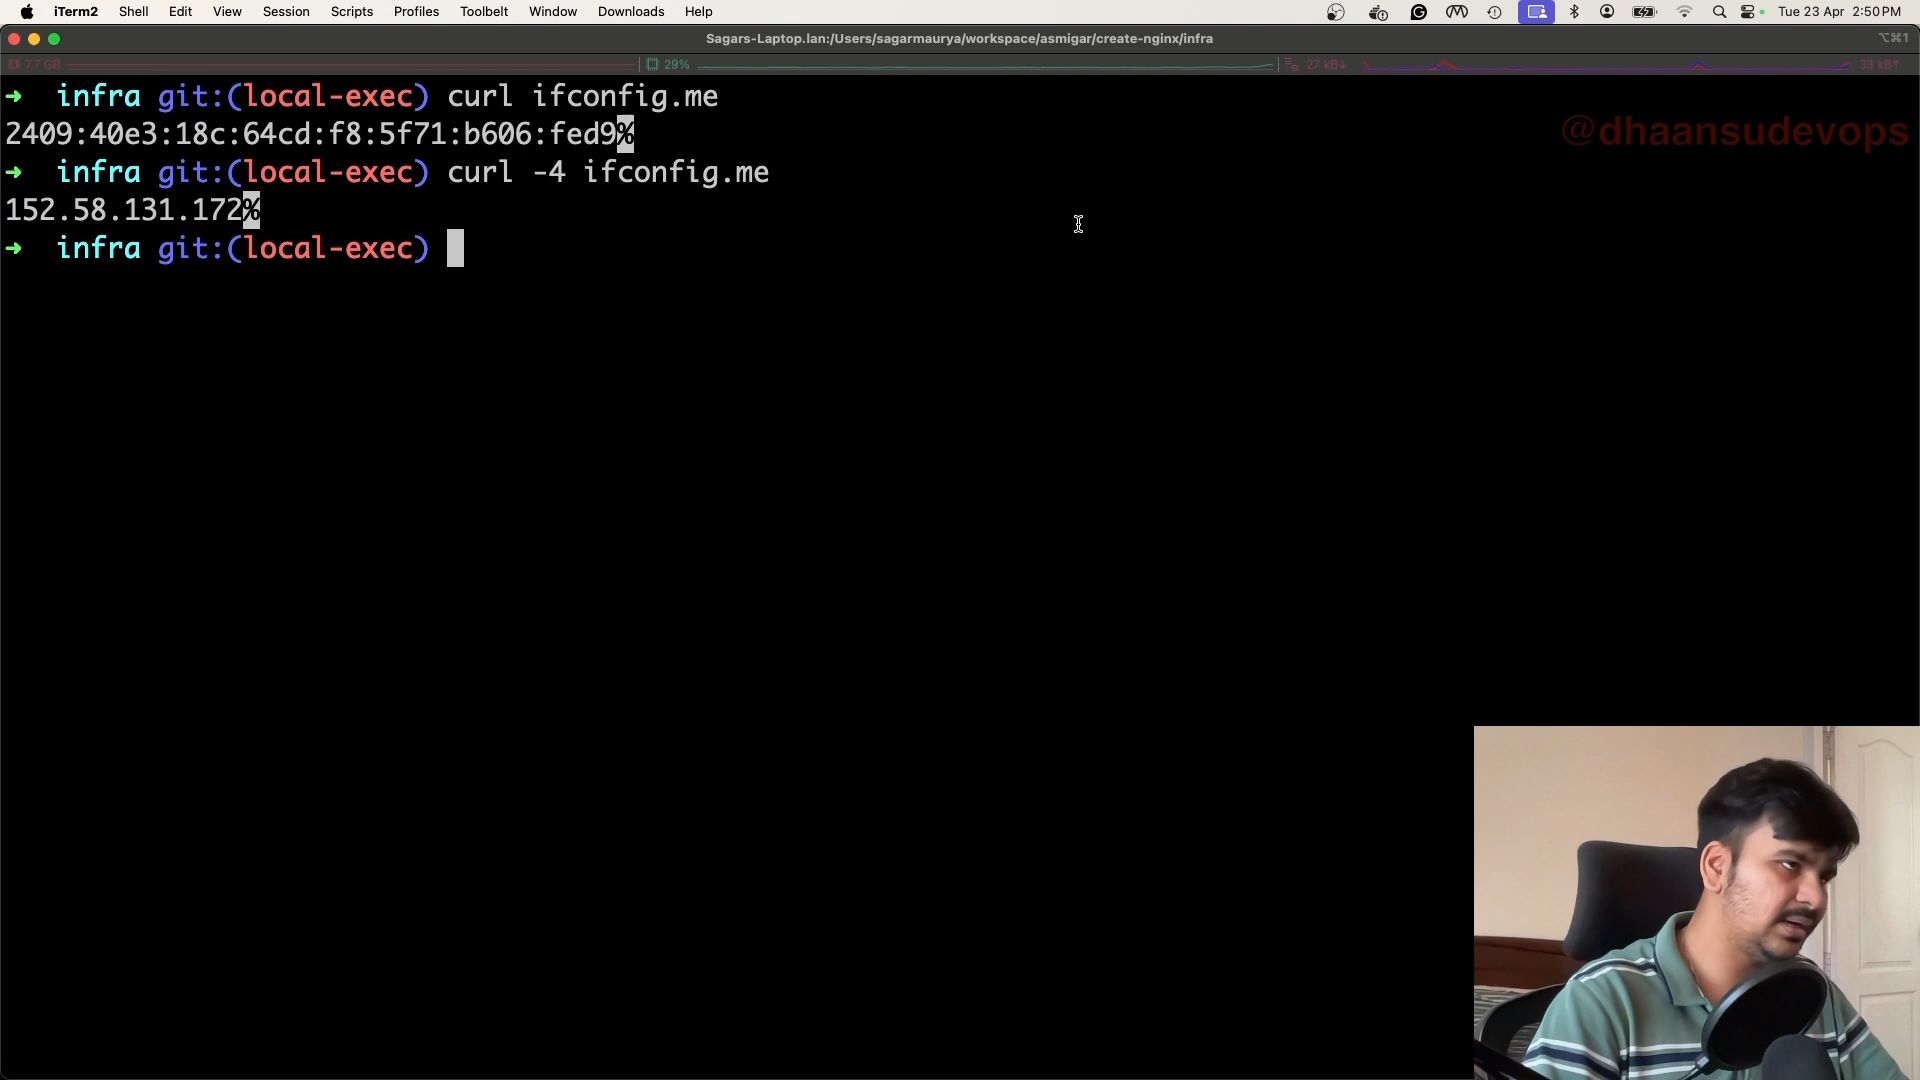 iTerm2 Shell Edit View Session Scripts Profiles Toolbelt Window Downloads Help Tue 23 Apr 2:50 PM
Sagars-Laptop.lan:/Users/sagarmaurya/workspace/asmigar/create-nginx/infra ⌥⌘1
7.7 GB 29% 27 kB↓ 33 kB↑
➜ infra git:(local-exec) curl ifconfig.me
@dhaansudevops
2409:40e3:18c:64cd:f8:5f71:b606:fed9%
➜ infra git:(local-exec) curl -4 ifconfig.me
152.58.131.172%
➜ infra git:(local-exec)